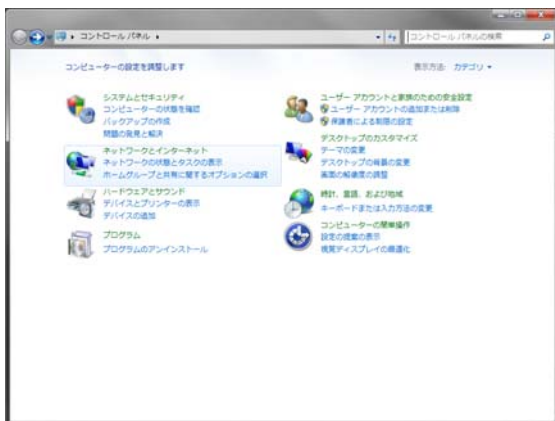 コントロール パネル
コントロール パネルの検索
コンピューターの設定を調整します
表示方法: カテゴリ
システムとセキュリティ
コンピューターの状態を確認
バックアップの作成
問題の発見と解決
ネットワークとインターネット
ネットワークの状態とタスクの表示
ホームグループと共有に関するオプションの選択
ハードウェアとサウンド
デバイスとプリンターの表示
デバイスの追加
プログラム
プログラムのアンインストール
ユーザー アカウントと家族のための安全設定
ユーザー アカウントの追加または削除
保護者による制限の設定
デスクトップのカスタマイズ
テーマの変更
デスクトップの背景の変更
画面の解像度の調整
時計、言語、および地域
キーボードまたは入力方法の変更
コンピューターの簡単操作
設定の提案の表示
視覚ディスプレイの最適化